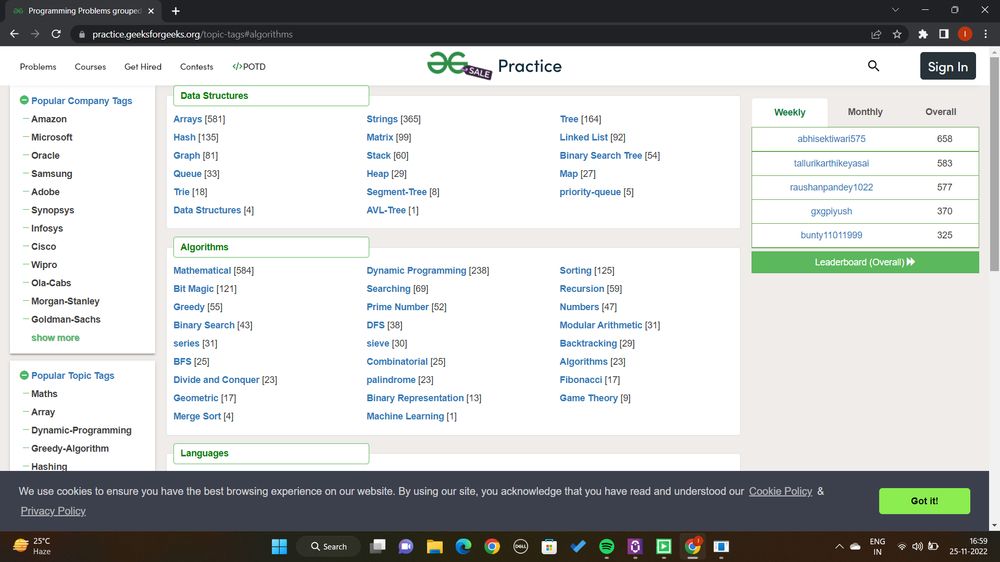 Programming Problems grouped
practice.geeksforgeeks.org/topic-tags#algorithms
I
Problems Courses Get Hired Contests </>POTD
SALE Practice
Sign In
Popular Company Tags
Amazon
Microsoft
Oracle
Samsung
Adobe
Synopsys
Infosys
Cisco
Wipro
Ola-Cabs
Morgan-Stanley
Goldman-Sachs
show more
Popular Topic Tags
Maths
Array
Dynamic-Programming
Greedy-Algorithm
Hashing
Data Structures
Arrays [581] Strings [365] Tree [164]
Hash [135] Matrix [99] Linked List [92]
Graph [81] Stack [60] Binary Search Tree [54]
Queue [33] Heap [29] Map [27]
Trie [18] Segment-Tree [8] priority-queue [5]
Data Structures [4] AVL-Tree [1]
Algorithms
Mathematical [584] Dynamic Programming [238] Sorting [125]
Bit Magic [121] Searching [69] Recursion [59]
Greedy [55] Prime Number [52] Numbers [47]
Binary Search [43] DFS [38] Modular Arithmetic [31]
series [31] sieve [30] Backtracking [29]
BFS [25] Combinatorial [25] Algorithms [23]
Divide and Conquer [23] palindrome [23] Fibonacci [17]
Geometric [17] Binary Representation [13] Game Theory [9]
Merge Sort [4] Machine Learning [1]
Languages
Weekly Monthly Overall
abhisektiwari575 658
tallurikarthikeyasai 583
raushanpandey1022 577
gxgpiyush 370
bunty11011999 325
Leaderboard (Overall)
We use cookies to ensure you have the best browsing experience on our website. By using our site, you acknowledge that you have read and understood our Cookie Policy &
Privacy Policy
Got it!
25°C
Haze
Search
DELL
ENG
IN
16:59
25-11-2022